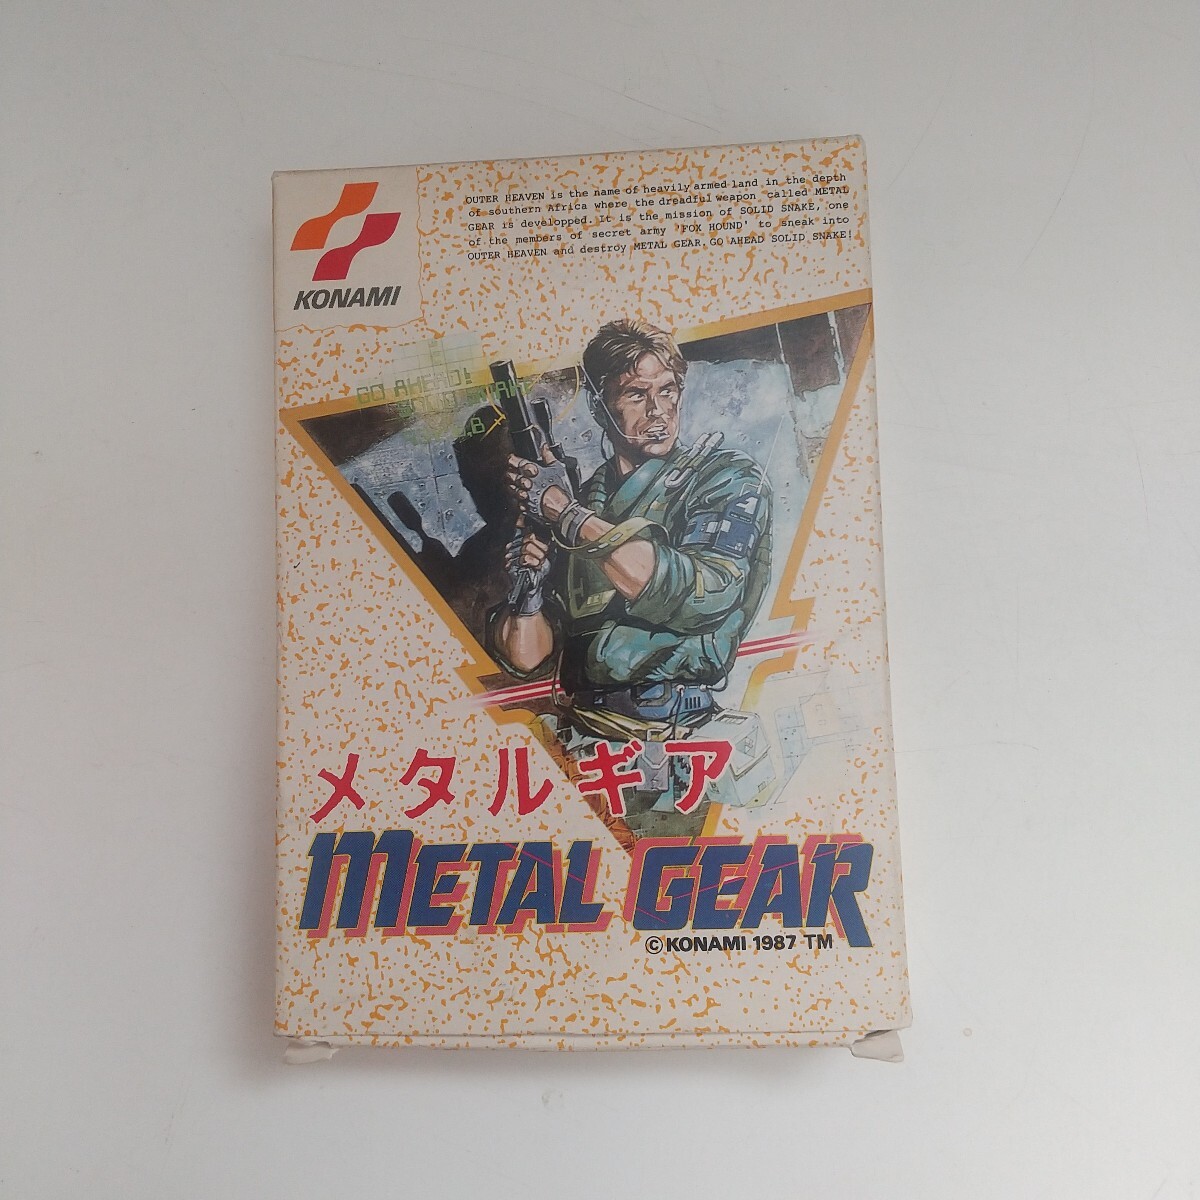 KONAMI
OUTER HEAVEN is the name of heavily armed land in the depth
of southern Africa where the dreadful weapon called METAL
GEAR is developped. It is the mission of SOLID SNAKE, one
of the members of secret army 'FOX HOUND' to sneak into
OUTER HEAVEN and destroy METAL GEAR. GO AHEAD SOLID SNAKE!
GO AHEAD!
SOLID SNAKE
メタルギア
METAL GEAR
©KONAMI 1987 TM